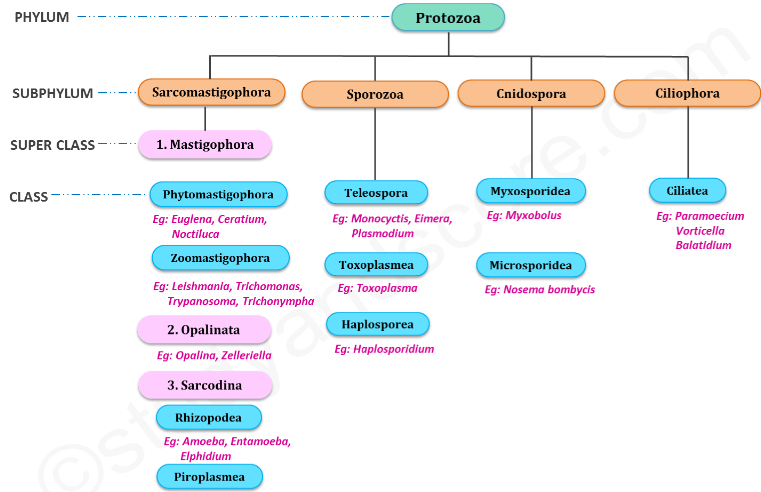 PHYLUM
Protozoa
SUBPHYLUM
Sarcomastigophora
Sporozoa
Cnidospora
Ciliophora
SUPER CLASS
1. Mastigophora
CLASS
Phytomastigophora
Eg: Euglena, Ceratium,
Noctiluca
Zoomastigophora
Eg: Leishmania, Trichomonas,
Trypanosoma, Trichonympha
2. Opalinata
Eg: Opalina, Zelleriella
3. Sarcodina
Rhizopodea
Eg: Amoeba, Entamoeba,
Elphidium
Piroplasmea
Teleospora
Eg: Monocyctis, Eimera,
Plasmodium
Toxoplasmea
Eg: Toxoplasma
Haplosporea
Eg: Haplosporidium
Myxosporidea
Eg: Myxobolus
Microsporidea
Eg: Nosema bombycis
Ciliatea
Eg: Paramoecium
Vorticella
Balatidium